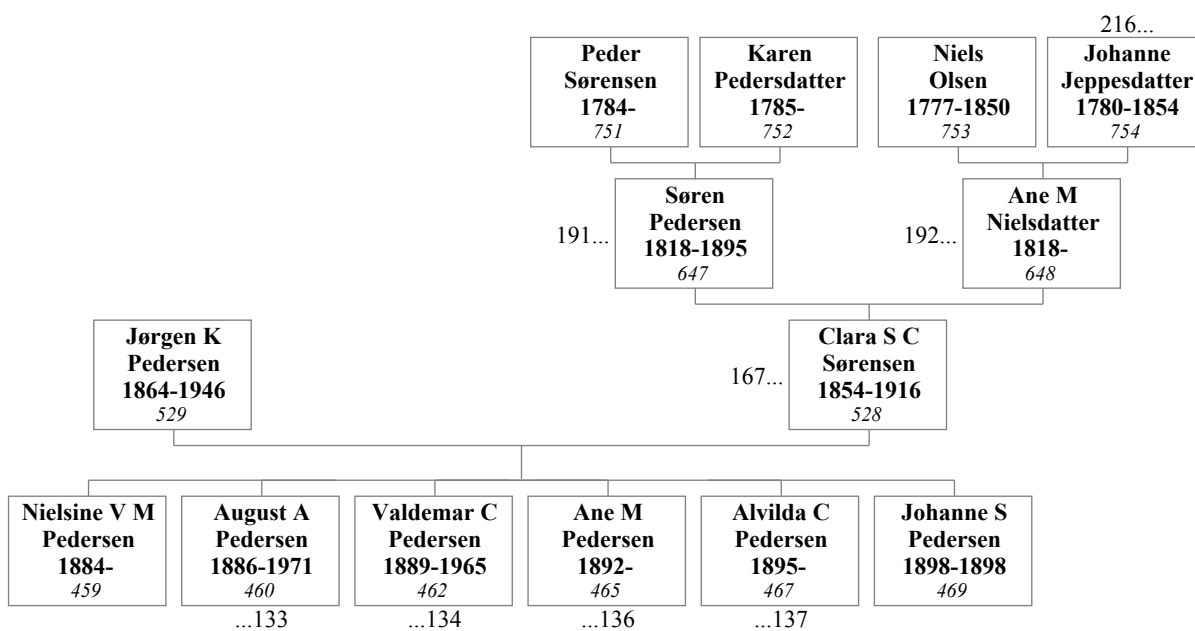 216...
Peder
Sørensen
1784-
751
Karen
Pedersdatter
1785-
752
Niels
Olsen
1777-1850
753
Johanne
Jeppesdatter
1780-1854
754
191...
Søren
Pedersen
1818-1895
647
192...
Ane M
Nielsdatter
1818-
648
Jørgen K
Pedersen
1864-1946
529
167...
Clara S C
Sørensen
1854-1916
528
Nielsine V M
Pedersen
1884-
459
August A
Pedersen
1886-1971
460
...133
Valdemar C
Pedersen
1889-1965
462
...134
Ane M
Pedersen
1892-
465
...136
Alvilda C
Pedersen
1895-
467
...137
Johanne S
Pedersen
1898-1898
469